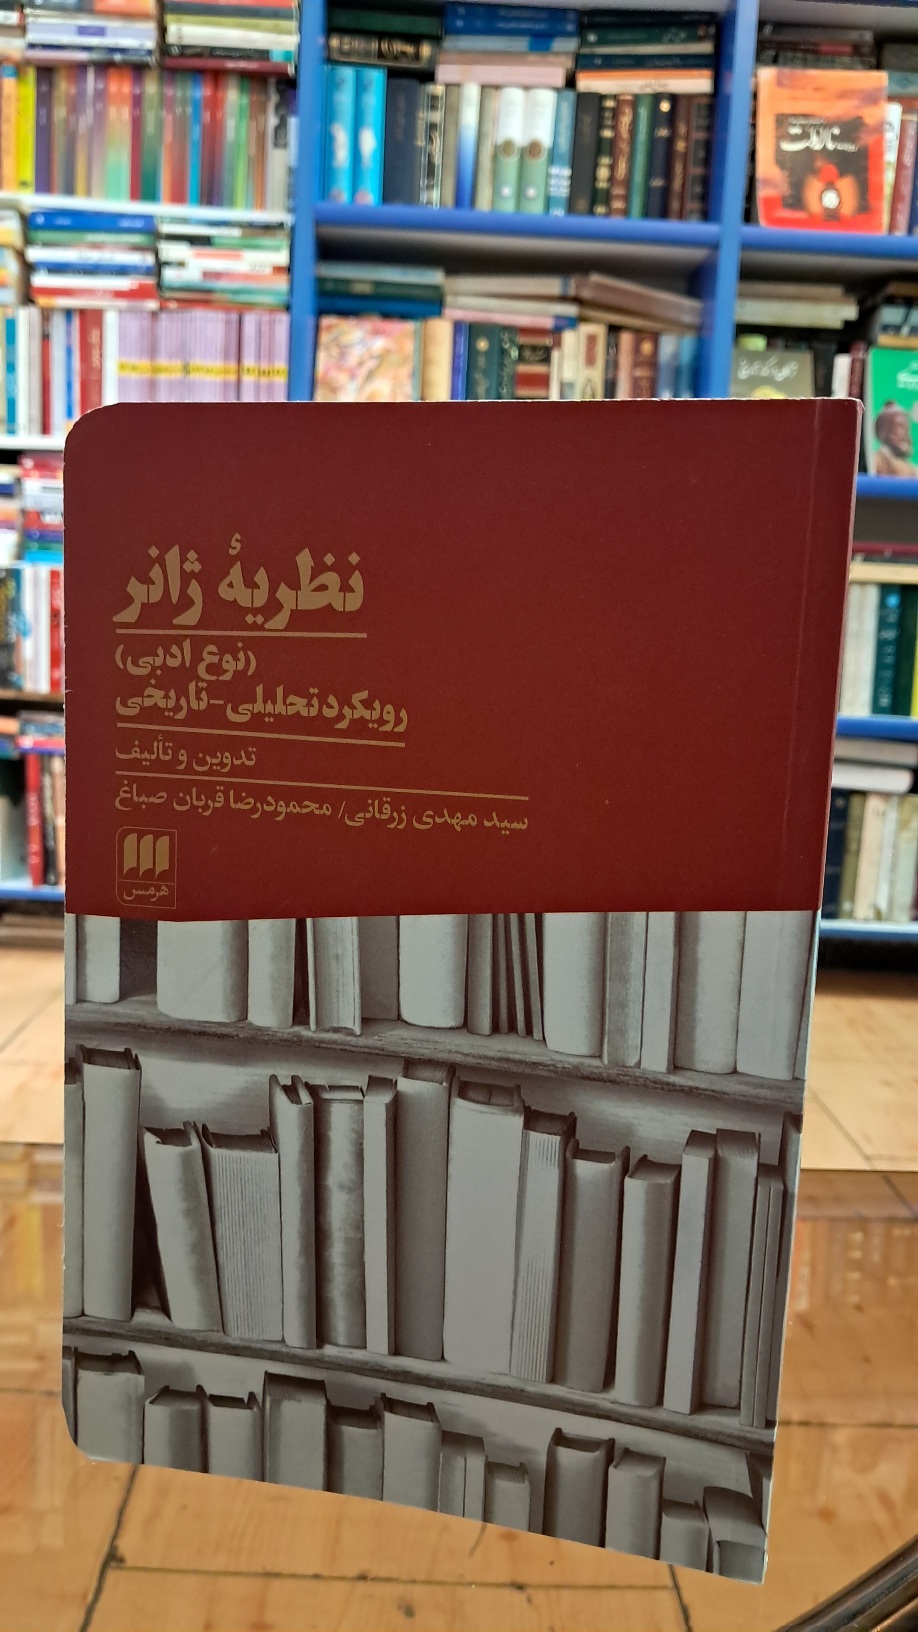 نظریهٔ ژانر
(نوع ادبی)
رویکرد تحلیلی-تاریخی
تدوین و تألیف
سید مهدی زرقانی/ محمودرضا قربان صباغ
هرمس